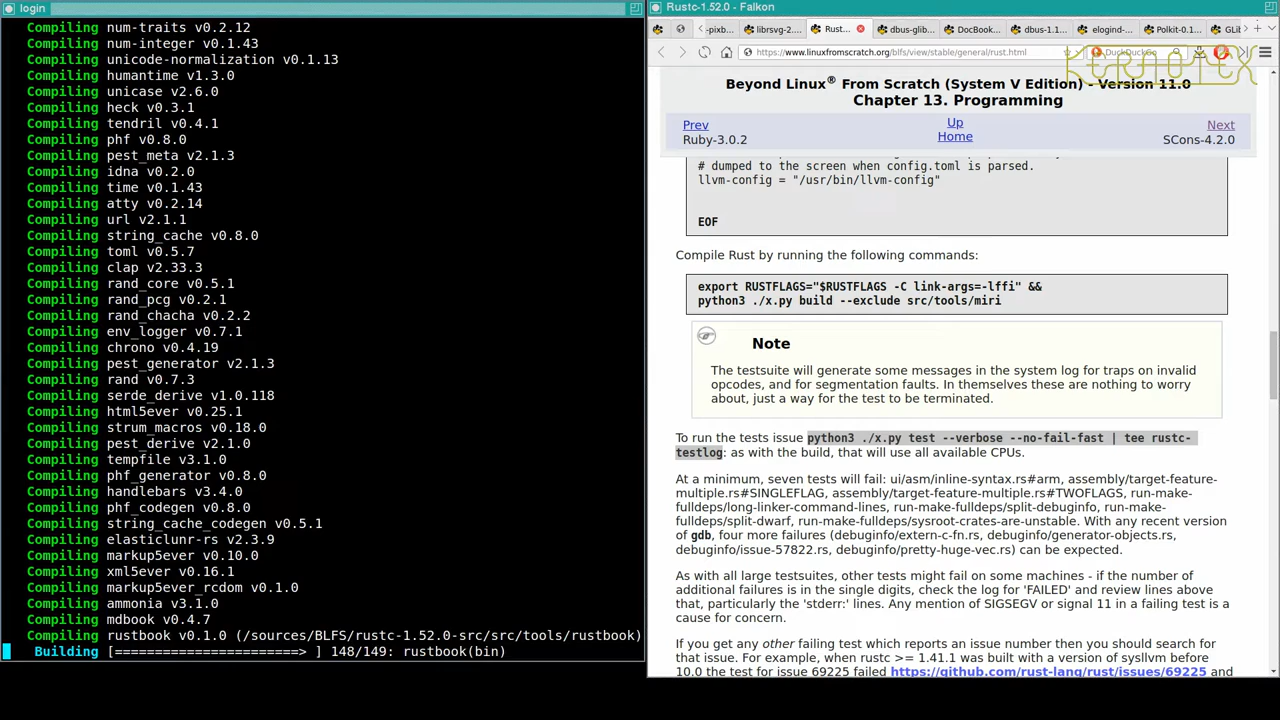 login
Compiling num-traits v0.2.12
Compiling num-integer v0.1.43
Compiling unicode-normalization v0.1.13
Compiling humantime v1.3.0
Compiling unicase v2.6.0
Compiling heck v0.3.1
Compiling tendril v0.4.1
Compiling phf v0.8.0
Compiling pest_meta v2.1.3
Compiling idna v0.2.0
Compiling time v0.1.43
Compiling atty v0.2.14
Compiling url v2.1.1
Compiling string_cache v0.8.0
Compiling toml v0.5.7
Compiling clap v2.33.3
Compiling rand_core v0.5.1
Compiling rand_pcg v0.2.1
Compiling rand_chacha v0.2.2
Compiling env_logger v0.7.1
Compiling chrono v0.4.19
Compiling pest_generator v2.1.3
Compiling rand v0.7.3
Compiling serde_derive v1.0.118
Compiling html5ever v0.25.1
Compiling strum_macros v0.18.0
Compiling pest_derive v2.1.0
Compiling tempfile v3.1.0
Compiling phf_generator v0.8.0
Compiling handlebars v3.4.0
Compiling phf_codegen v0.8.0
Compiling string_cache_codegen v0.5.1
Compiling elasticlunr-rs v2.3.9
Compiling markup5ever v0.10.0
Compiling xml5ever v0.16.1
Compiling markup5ever_rcdom v0.1.0
Compiling ammonia v3.1.0
Compiling mdbook v0.4.7
Compiling rustbook v0.1.0 (/sources/BLFS/rustc-1.52.0-src/src/tools/rustbook)
Building [=======================> ] 148/149: rustbook(bin)
Rustc-1.52.0 - Falkon
-pixb librsvg-2... Rust... dbus-glib DocBook... dbus-1.1... elogind-... Polkit-0.1... GLib
https://www.linuxfromscratch.org/blfs/view/stable/general/rust.html DuckDuckGo
KERNOTEX
Beyond Linux® From Scratch (System V Edition) - Version 11.0
Chapter 13. Programming
Prev Up Next
Ruby-3.0.2 Home SCons-4.2.0
# dumped to the screen when config.toml is parsed.
llvm-config = "/usr/bin/llvm-config"
EOF
Compile Rust by running the following commands:
export RUSTFLAGS="$RUSTFLAGS -C link-args=-lffi" &&
python3 ./x.py build --exclude src/tools/miri
Note
The testsuite will generate some messages in the system log for traps on invalid
opcodes, and for segmentation faults. In themselves these are nothing to worry
about, just a way for the test to be terminated.
To run the tests issue python3 ./x.py test --verbose --no-fail-fast | tee rustc-
testlog: as with the build, that will use all available CPUs.
At a minimum, seven tests will fail: ui/asm/inline-syntax.rs#arm, assembly/target-feature-
multiple.rs#SINGLEFLAG, assembly/target-feature-multiple.rs#TWOFLAGS, run-make-
fulldeps/long-linker-command-lines, run-make-fulldeps/split-debuginfo, run-make-
fulldeps/split-dwarf, run-make-fulldeps/sysroot-crates-are-unstable. With any recent version
of gdb, four more failures (debuginfo/extern-c-fn.rs, debuginfo/generator-objects.rs,
debuginfo/issue-57822.rs, debuginfo/pretty-huge-vec.rs) can be expected.
As with all large testsuites, other tests might fail on some machines - if the number of
additional failures is in the single digits, check the log for 'FAILED' and review lines above
that, particularly the 'stderr:' lines. Any mention of SIGSEGV or signal 11 in a failing test is a
cause for concern.
If you get any other failing test which reports an issue number then you should search for
that issue. For example, when rustc >= 1.41.1 was built with a version of sysllvm before
10.0 the test for issue 69225 failed https://github.com/rust-lang/rust/issues/69225 and